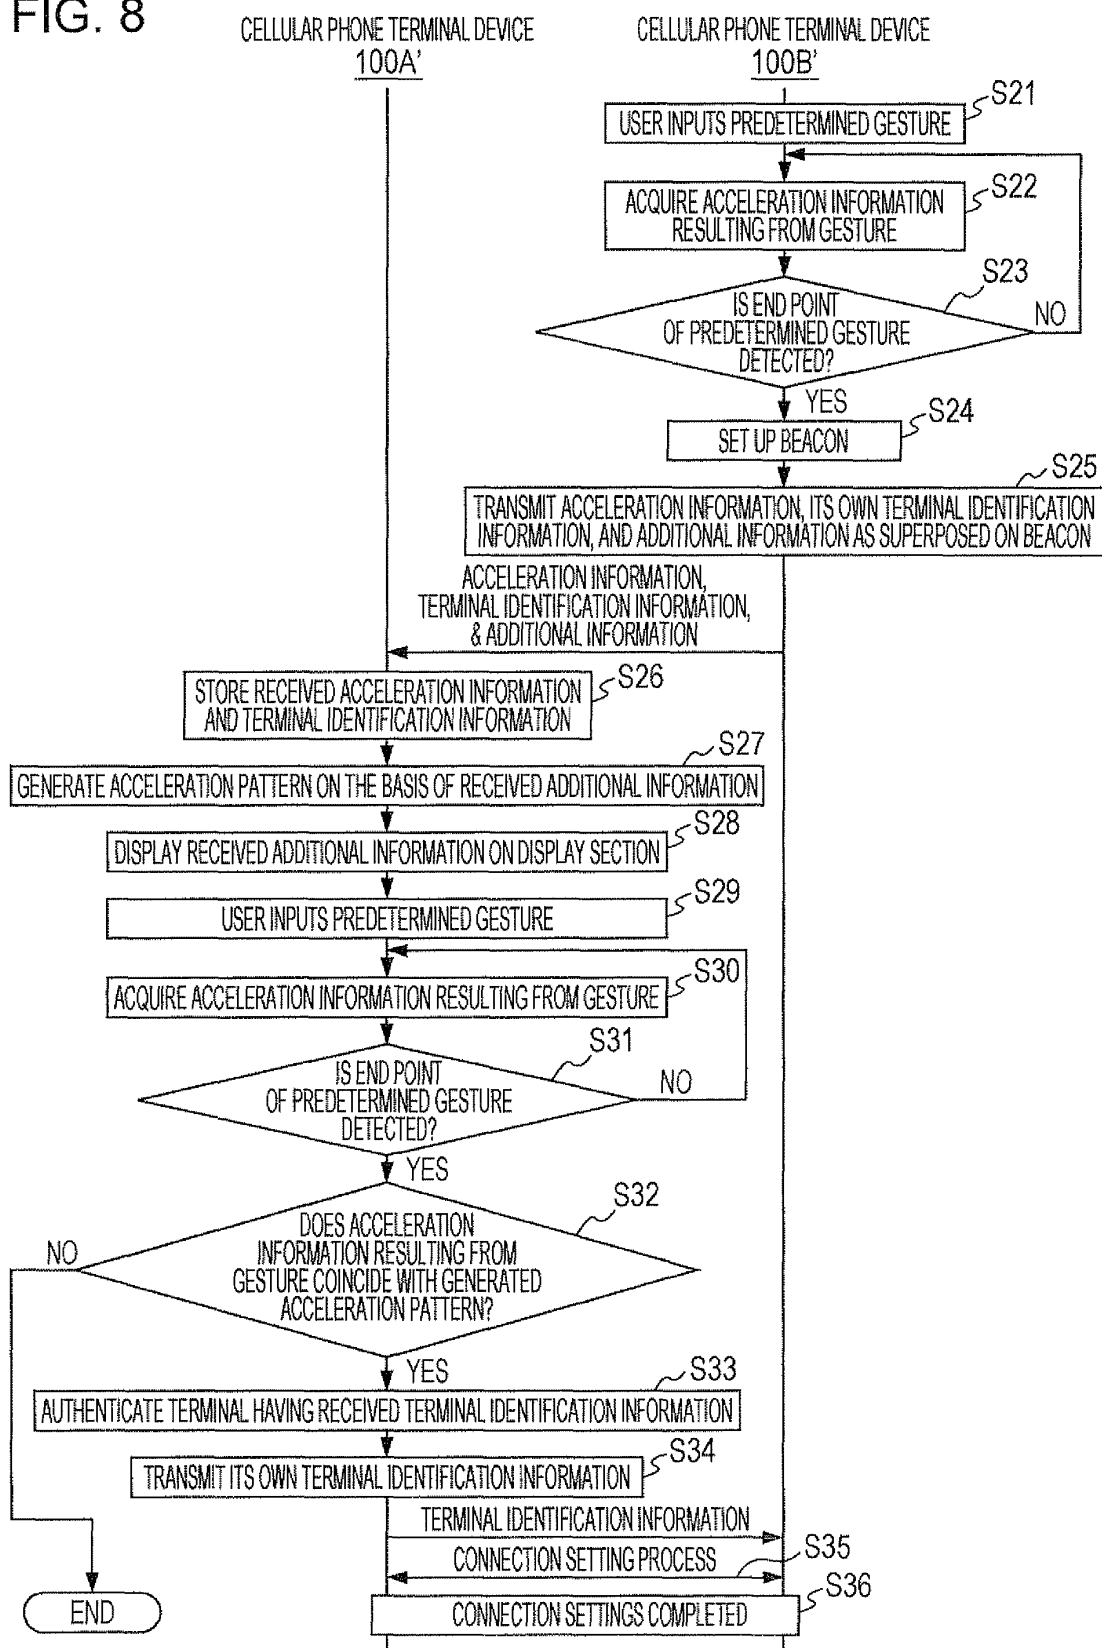 FIG. 8
CELLULAR PHONE TERMINAL DEVICE
100A'
CELLULAR PHONE TERMINAL DEVICE
100B'
S21
USER INPUTS PREDETERMINED GESTURE
S22
ACQUIRE ACCELERATION INFORMATION
RESULTING FROM GESTURE
S23
IS END POINT
OF PREDETERMINED GESTURE
DETECTED?
NO
YES
S24
SET UP BEACON
S25
TRANSMIT ACCELERATION INFORMATION, ITS OWN TERMINAL IDENTIFICATION
INFORMATION, AND ADDITIONAL INFORMATION AS SUPERPOSED ON BEACON
ACCELERATION INFORMATION,
TERMINAL IDENTIFICATION INFORMATION,
& ADDITIONAL INFORMATION
S26
STORE RECEIVED ACCELERATION INFORMATION
AND TERMINAL IDENTIFICATION INFORMATION
S27
GENERATE ACCELERATION PATTERN ON THE BASIS OF RECEIVED ADDITIONAL INFORMATION
S28
DISPLAY RECEIVED ADDITIONAL INFORMATION ON DISPLAY SECTION
S29
USER INPUTS PREDETERMINED GESTURE
S30
ACQUIRE ACCELERATION INFORMATION RESULTING FROM GESTURE
S31
IS END POINT
OF PREDETERMINED GESTURE
DETECTED?
NO
YES
S32
DOES ACCELERATION
INFORMATION RESULTING FROM
GESTURE COINCIDE WITH GENERATED
ACCELERATION PATTERN?
NO
YES
S33
AUTHENTICATE TERMINAL HAVING RECEIVED TERMINAL IDENTIFICATION INFORMATION
S34
TRANSMIT ITS OWN TERMINAL IDENTIFICATION INFORMATION
TERMINAL IDENTIFICATION INFORMATION
CONNECTION SETTING PROCESS
S35
S36
CONNECTION SETTINGS COMPLETED
END